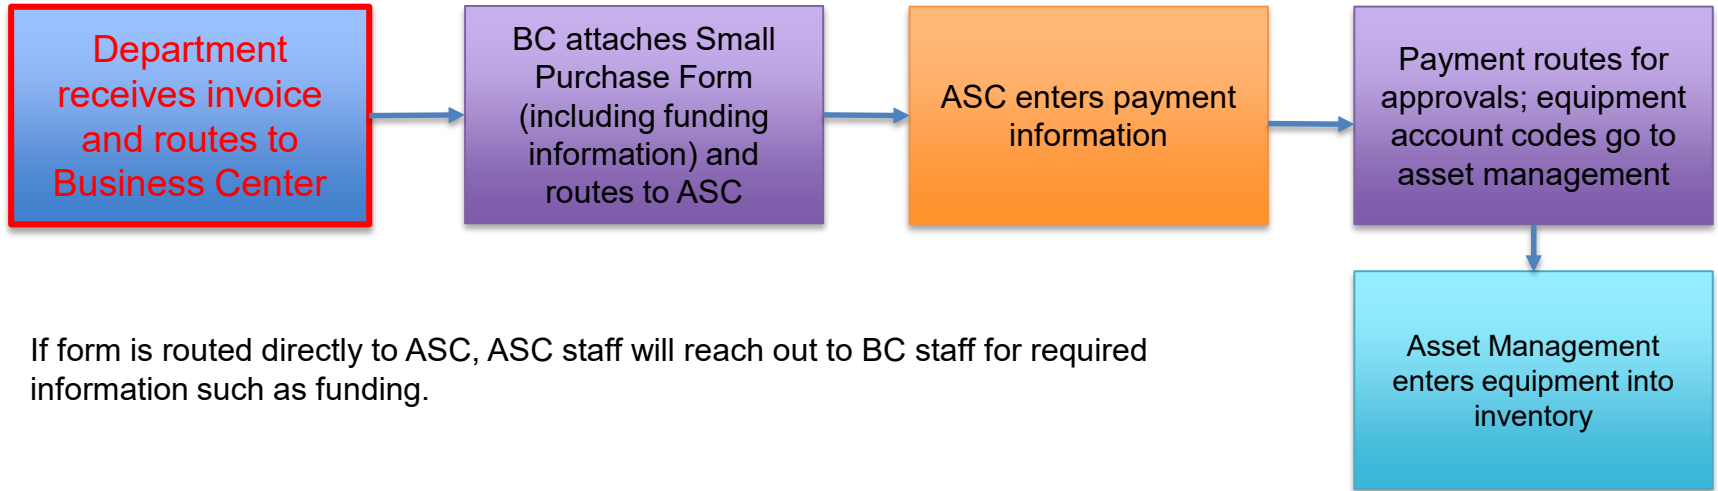 Department
receives invoice
and routes to
Business Center
BC attaches Small
Purchase Form
(including funding
information) and
routes to ASC
ASC enters payment
information
Payment routes for
approvals; equipment
account codes go to
asset management
Asset Management
enters equipment into
inventory
If form is routed directly to ASC, ASC staff will reach out to BC staff for required
information such as funding.